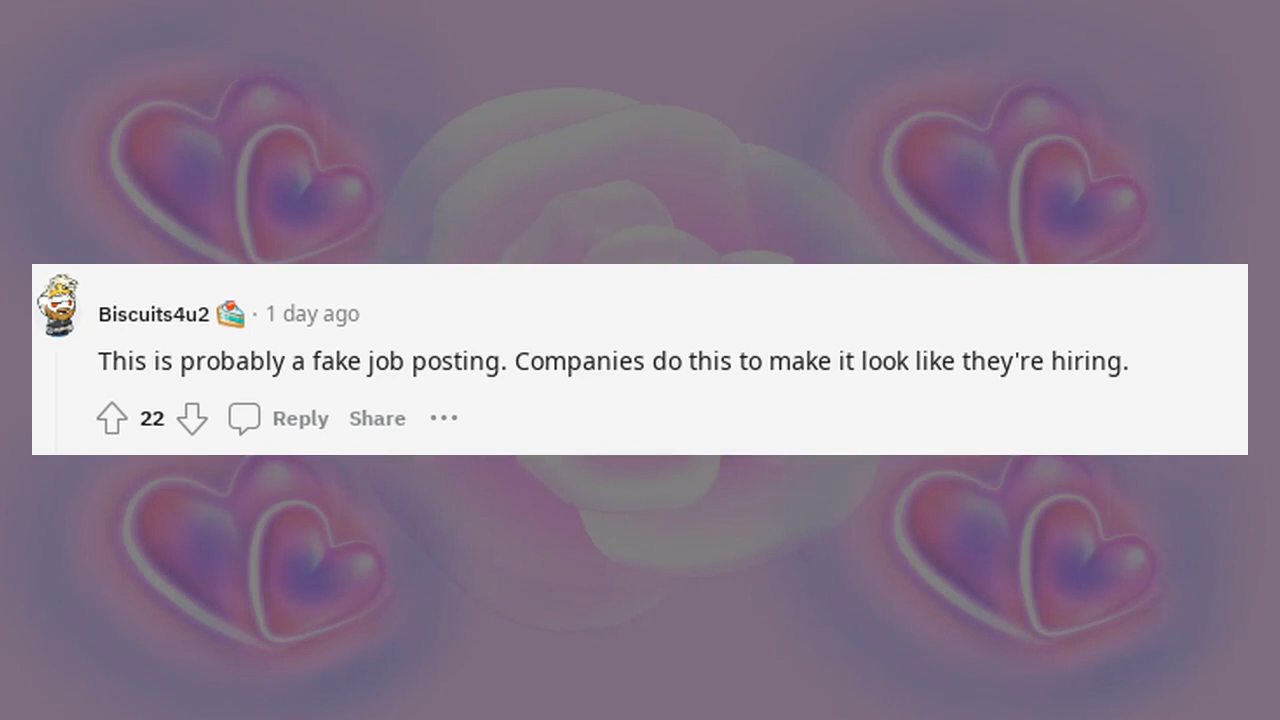 Biscuits4u2 🍰 · 1 day ago
This is probably a fake job posting. Companies do this to make it look like they're hiring.
22 Reply Share ···